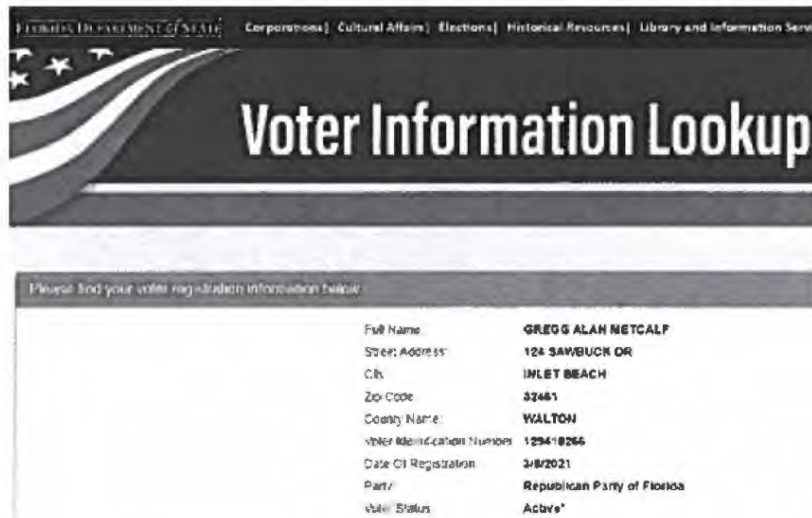 FLORIDA DEPARTMENT of STATE Corporations| Cultural Affairs| Elections| Historical Resources| Library and Information Serv
Voter Information Lookup
Please find your voter registration information below.
Full Name: GREGG ALAN METCALF
Street Address: 124 SAWBUCK DR
City: INLET BEACH
Zip Code: 32461
County Name: WALTON
Voter Identification Number: 129418266
Date Of Registration: 3/8/2021
Party: Republican Party of Florida
Voter Status: Active*